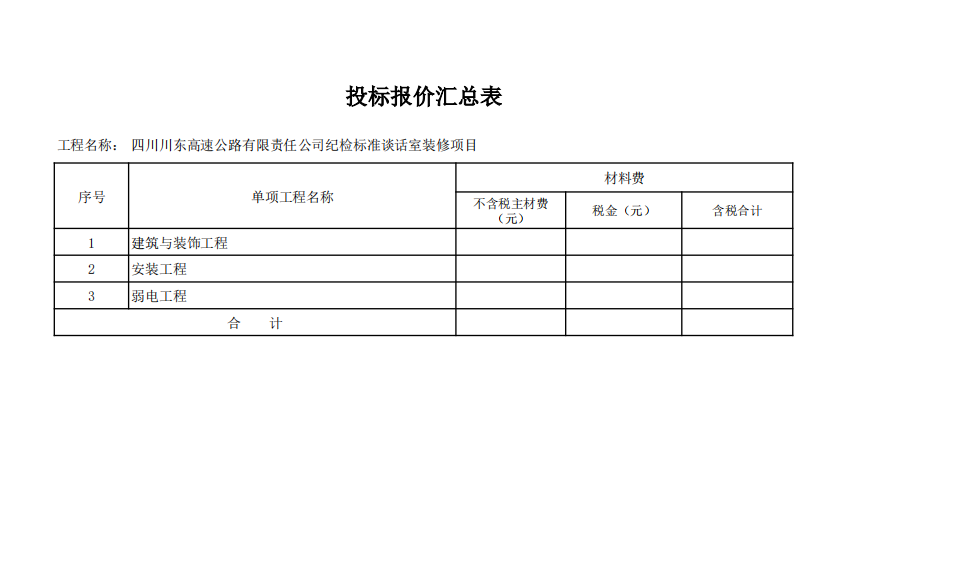 投标报价汇总表
工程名称： 四川川东高速公路有限责任公司纪检标准谈话室装修项目
序号 单项工程名称 材料费
不含税主材费（元） 税金（元） 含税合计
1 建筑与装饰工程
2 安装工程
3 弱电工程
合 计